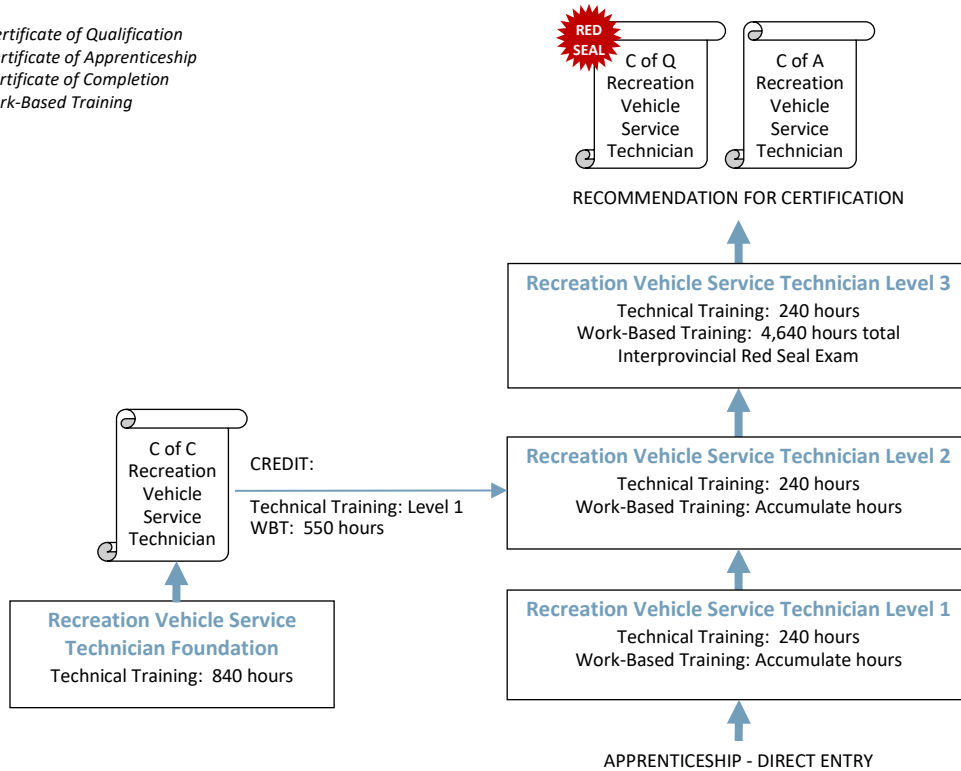 ertificate of Qualification
ertificate of Apprenticeship
ertificate of Completion
ork-Based Training
RED
SEAL
C of Q
Recreation
Vehicle
Service
Technician
C of A
Recreation
Vehicle
Service
Technician
RECOMMENDATION FOR CERTIFICATION
Recreation Vehicle Service Technician Level 3
Technical Training: 240 hours
Work-Based Training: 4,640 hours total
Interprovincial Red Seal Exam
C of C
Recreation
Vehicle
Service
Technician
CREDIT:
Technical Training: Level 1
WBT: 550 hours
Recreation Vehicle Service Technician Level 2
Technical Training: 240 hours
Work-Based Training: Accumulate hours
Recreation Vehicle Service
Technician Foundation
Technical Training: 840 hours
Recreation Vehicle Service Technician Level 1
Technical Training: 240 hours
Work-Based Training: Accumulate hours
APPRENTICESHIP - DIRECT ENTRY